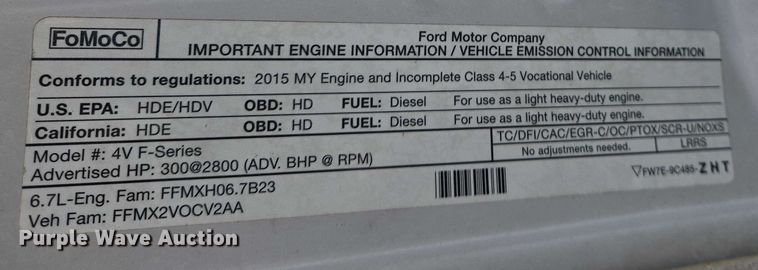 FoMoCo
Ford Motor Company
IMPORTANT ENGINE INFORMATION / VEHICLE EMISSION CONTROL INFORMATION
Conforms to regulations: 2015 MY Engine and Incomplete Class 4-5 Vocational Vehicle
U.S. EPA: HDE/HDV OBD: HD FUEL: Diesel For use as a light heavy-duty engine.
California: HDE OBD: HD FUEL: Diesel For use as a light heavy-duty engine.
Model #: 4V F-Series
Advertised HP: 300@2800 (ADV. BHP @ RPM)
TC/DFI/CAC/EGR-C/OC/PTOX/SCR-U/NOXS
No adjustments needed. LRRS
6.7L-Eng. Fam: FFMXH06.7B23
Veh Fam: FFMX2VOCV2AA
FW7E-9C485-ZHT
Purple Wave Auction